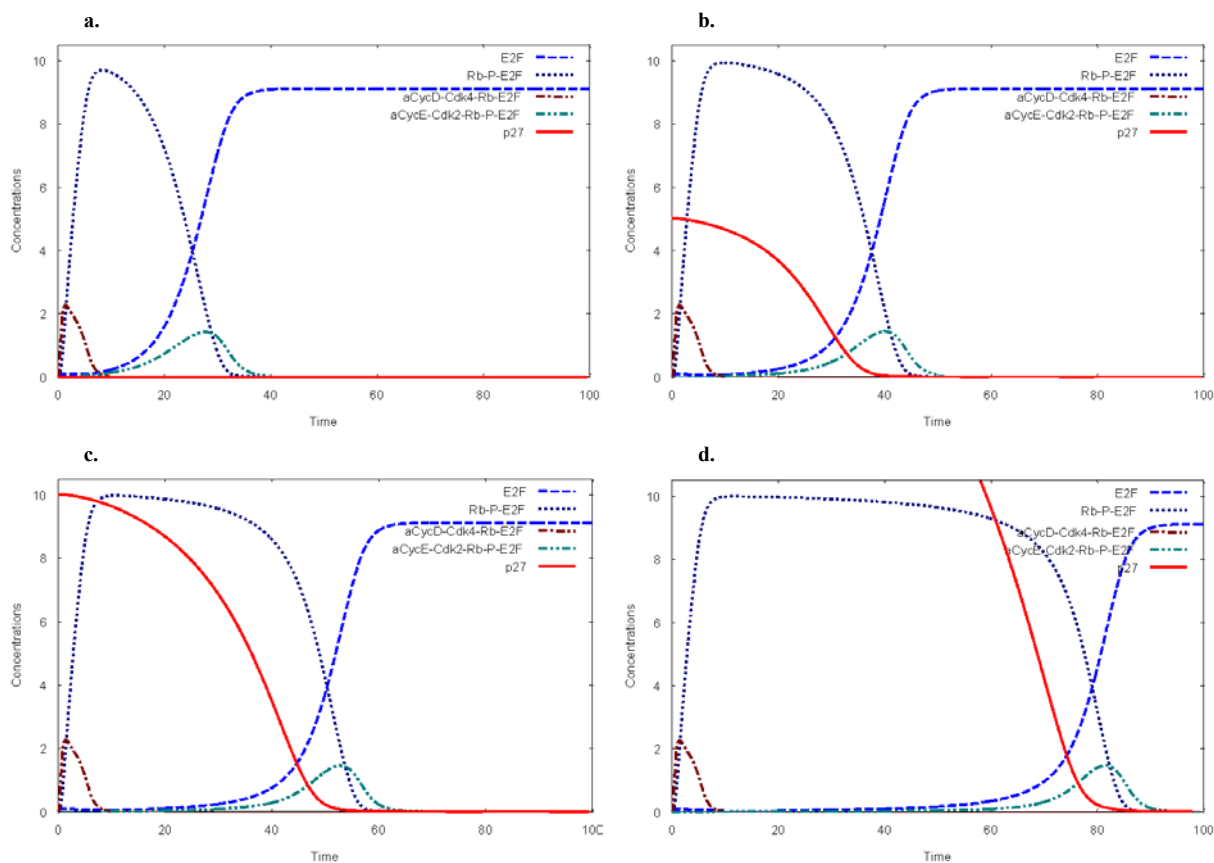 a.
E2F
Rb-P-E2F
aCycD-Cdk4-Rb-E2F
aCycE-Cdk2-Rb-P-E2F
p27
Concentrations
10
8
6
4
2
0
0 20 40 60 80 100
Time
b.
E2F
Rb-P-E2F
aCycD-Cdk4-Rb-E2F
aCycE-Cdk2-Rb-P-E2F
p27
Concentrations
10
8
6
4
2
0
0 20 40 60 80 100
Time
c.
E2F
Rb-P-E2F
aCycD-Cdk4-Rb-E2F
aCycE-Cdk2-Rb-P-E2F
p27
Concentrations
10
8
6
4
2
0
0 20 40 60 80 100
Time
d.
E2F
Rb-P-E2F
aCycD-Cdk4-Rb-E2F
aCycE-Cdk2-Rb-P-E2F
p27
Concentrations
10
8
6
4
2
0
0 20 40 60 80 100
Time